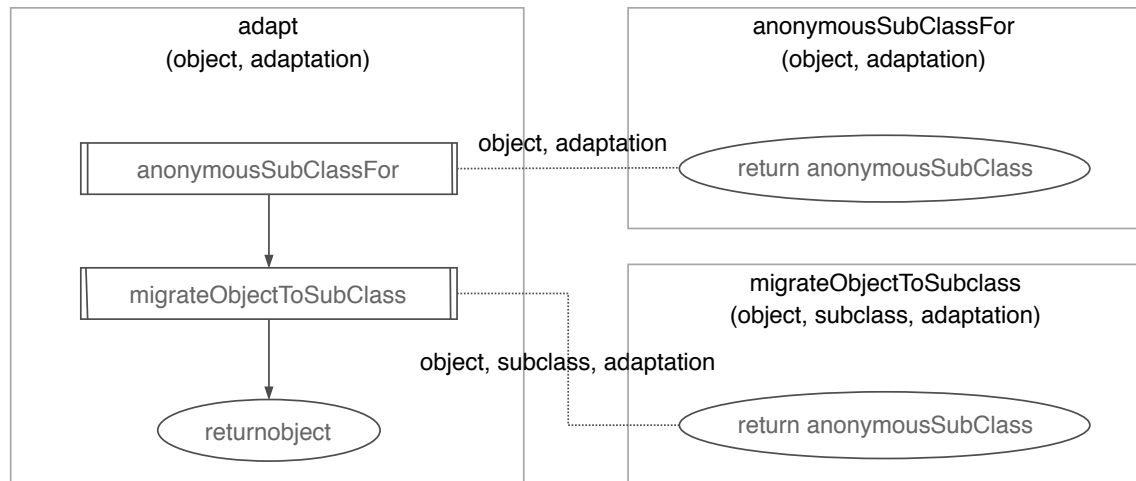 adapt
(object, adaptation)
anonymousSubClassFor
migrateObjectToSubClass
returnobject
object, adaptation
object, subclass, adaptation
anonymousSubClassFor
(object, adaptation)
return anonymousSubClass
migrateObjectToSubclass
(object, subclass, adaptation)
return anonymousSubClass